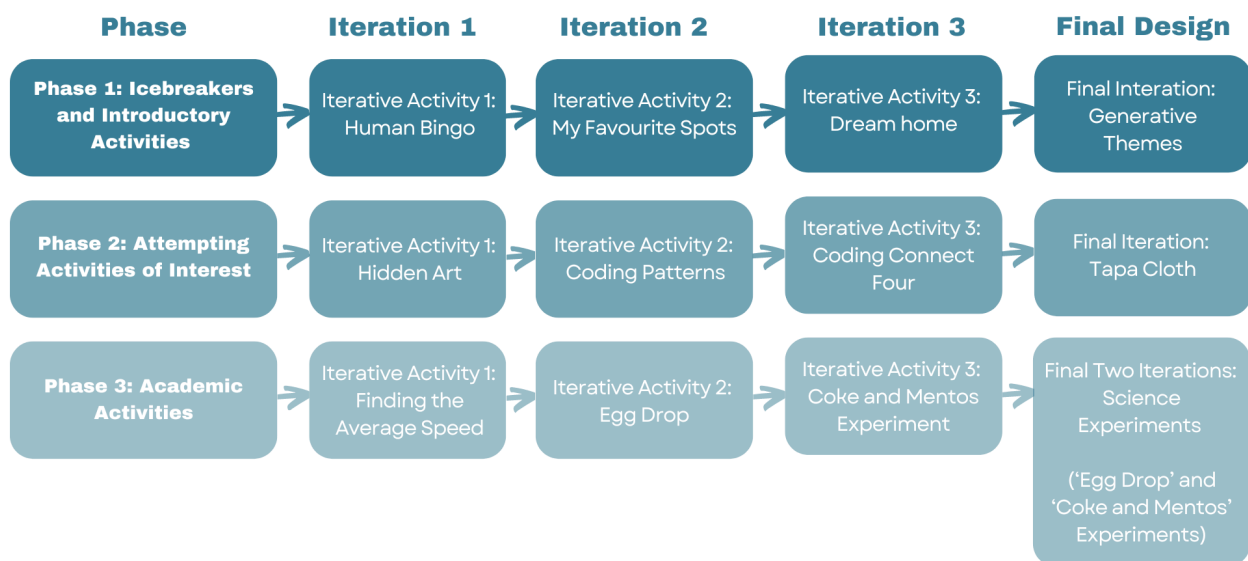 Phase
Iteration 1
Iteration 2
Iteration 3
Final Design
Phase 1: Icebreakers
and Introductory
Activities
Iterative Activity 1:
Human Bingo
Iterative Activity 2:
My Favourite Spots
Iterative Activity 3:
Dream home
Final Interation:
Generative
Themes
Phase 2: Attempting
Activities of Interest
Iterative Activity 1:
Hidden Art
Iterative Activity 2:
Coding Patterns
Iterative Activity 3:
Coding Connect
Four
Final Iteration:
Tapa Cloth
Phase 3: Academic
Activities
Iterative Activity 1:
Finding the
Average Speed
Iterative Activity 2:
Egg Drop
Iterative Activity 3:
Coke and Mentos
Experiment
Final Two Iterations:
Science
Experiments
(‘Egg Drop’ and
‘Coke and Mentos’
Experiments)